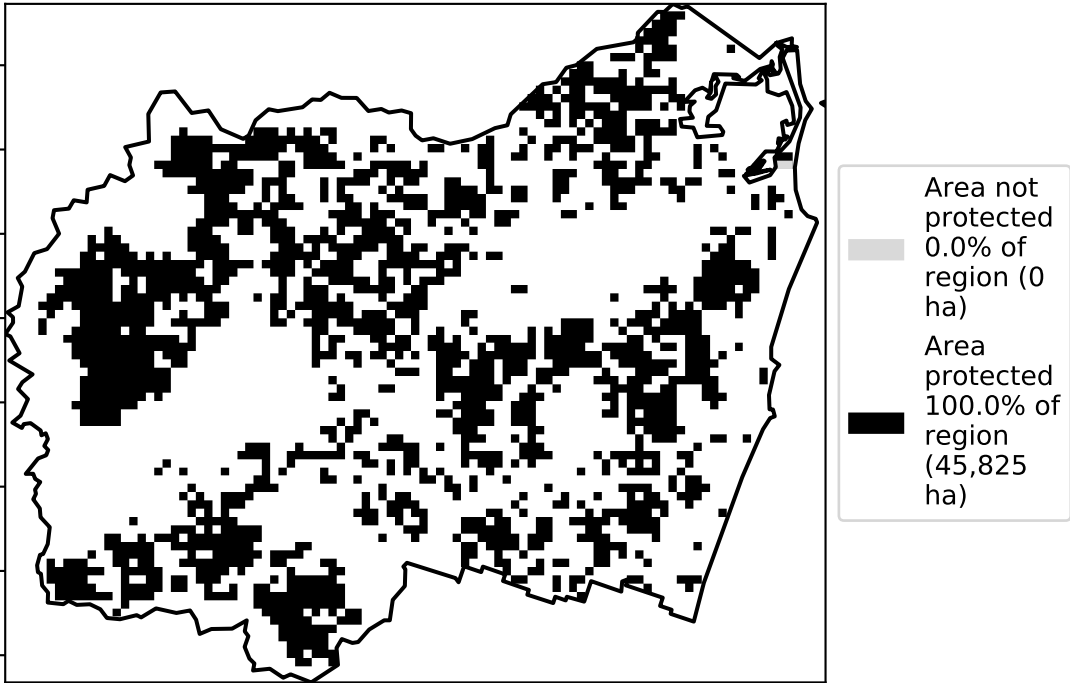 Area not
protected
0.0% of
region (0
ha)
Area
protected
100.0% of
region
(45,825
ha)